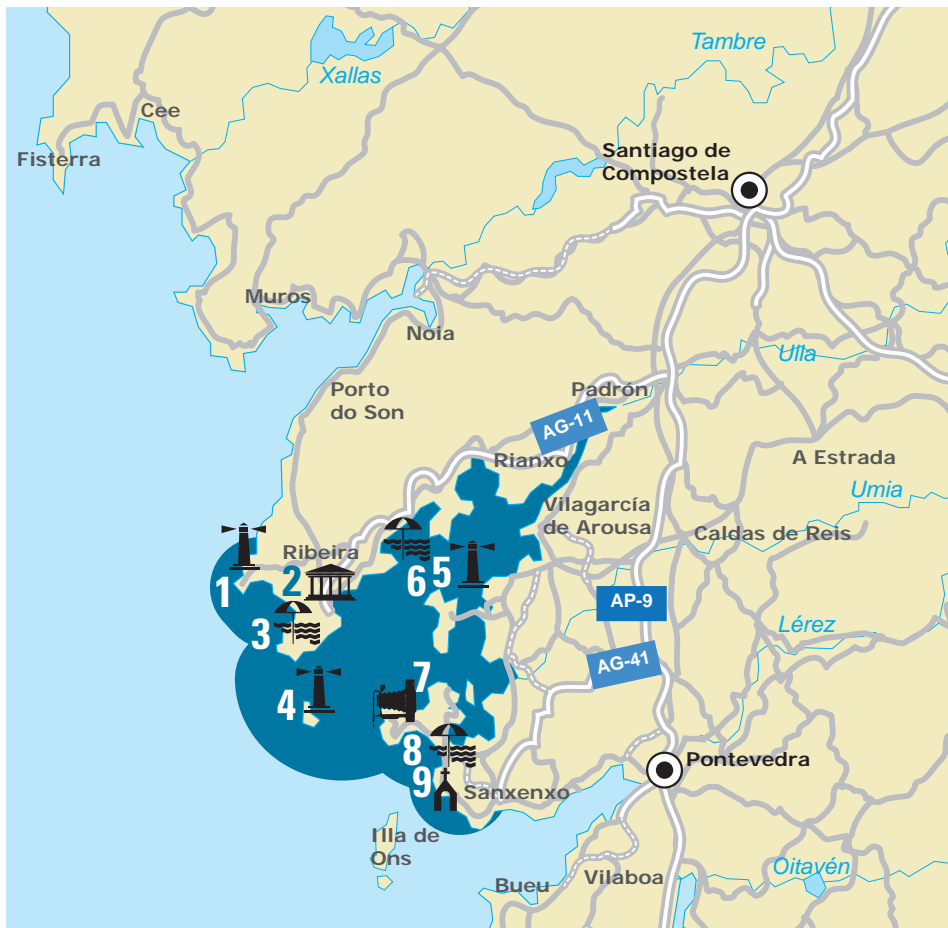 Tambre
Xallas
Cee
Fisterra
Santiago de
Compostela
Muros
Noia
Ulla
Porto
do Son
Padrón
AG-11
Rianxo
A Estrada
Umia
Vilagarcía
de Arousa
Caldas de Reis
Ribeira
1
2
3
4
5
6
7
8
9
AP-9
Lérez
AG-41
Pontevedra
Sanxenxo
Illa de
Ons
Bueu
Vilaboa
Oitavén